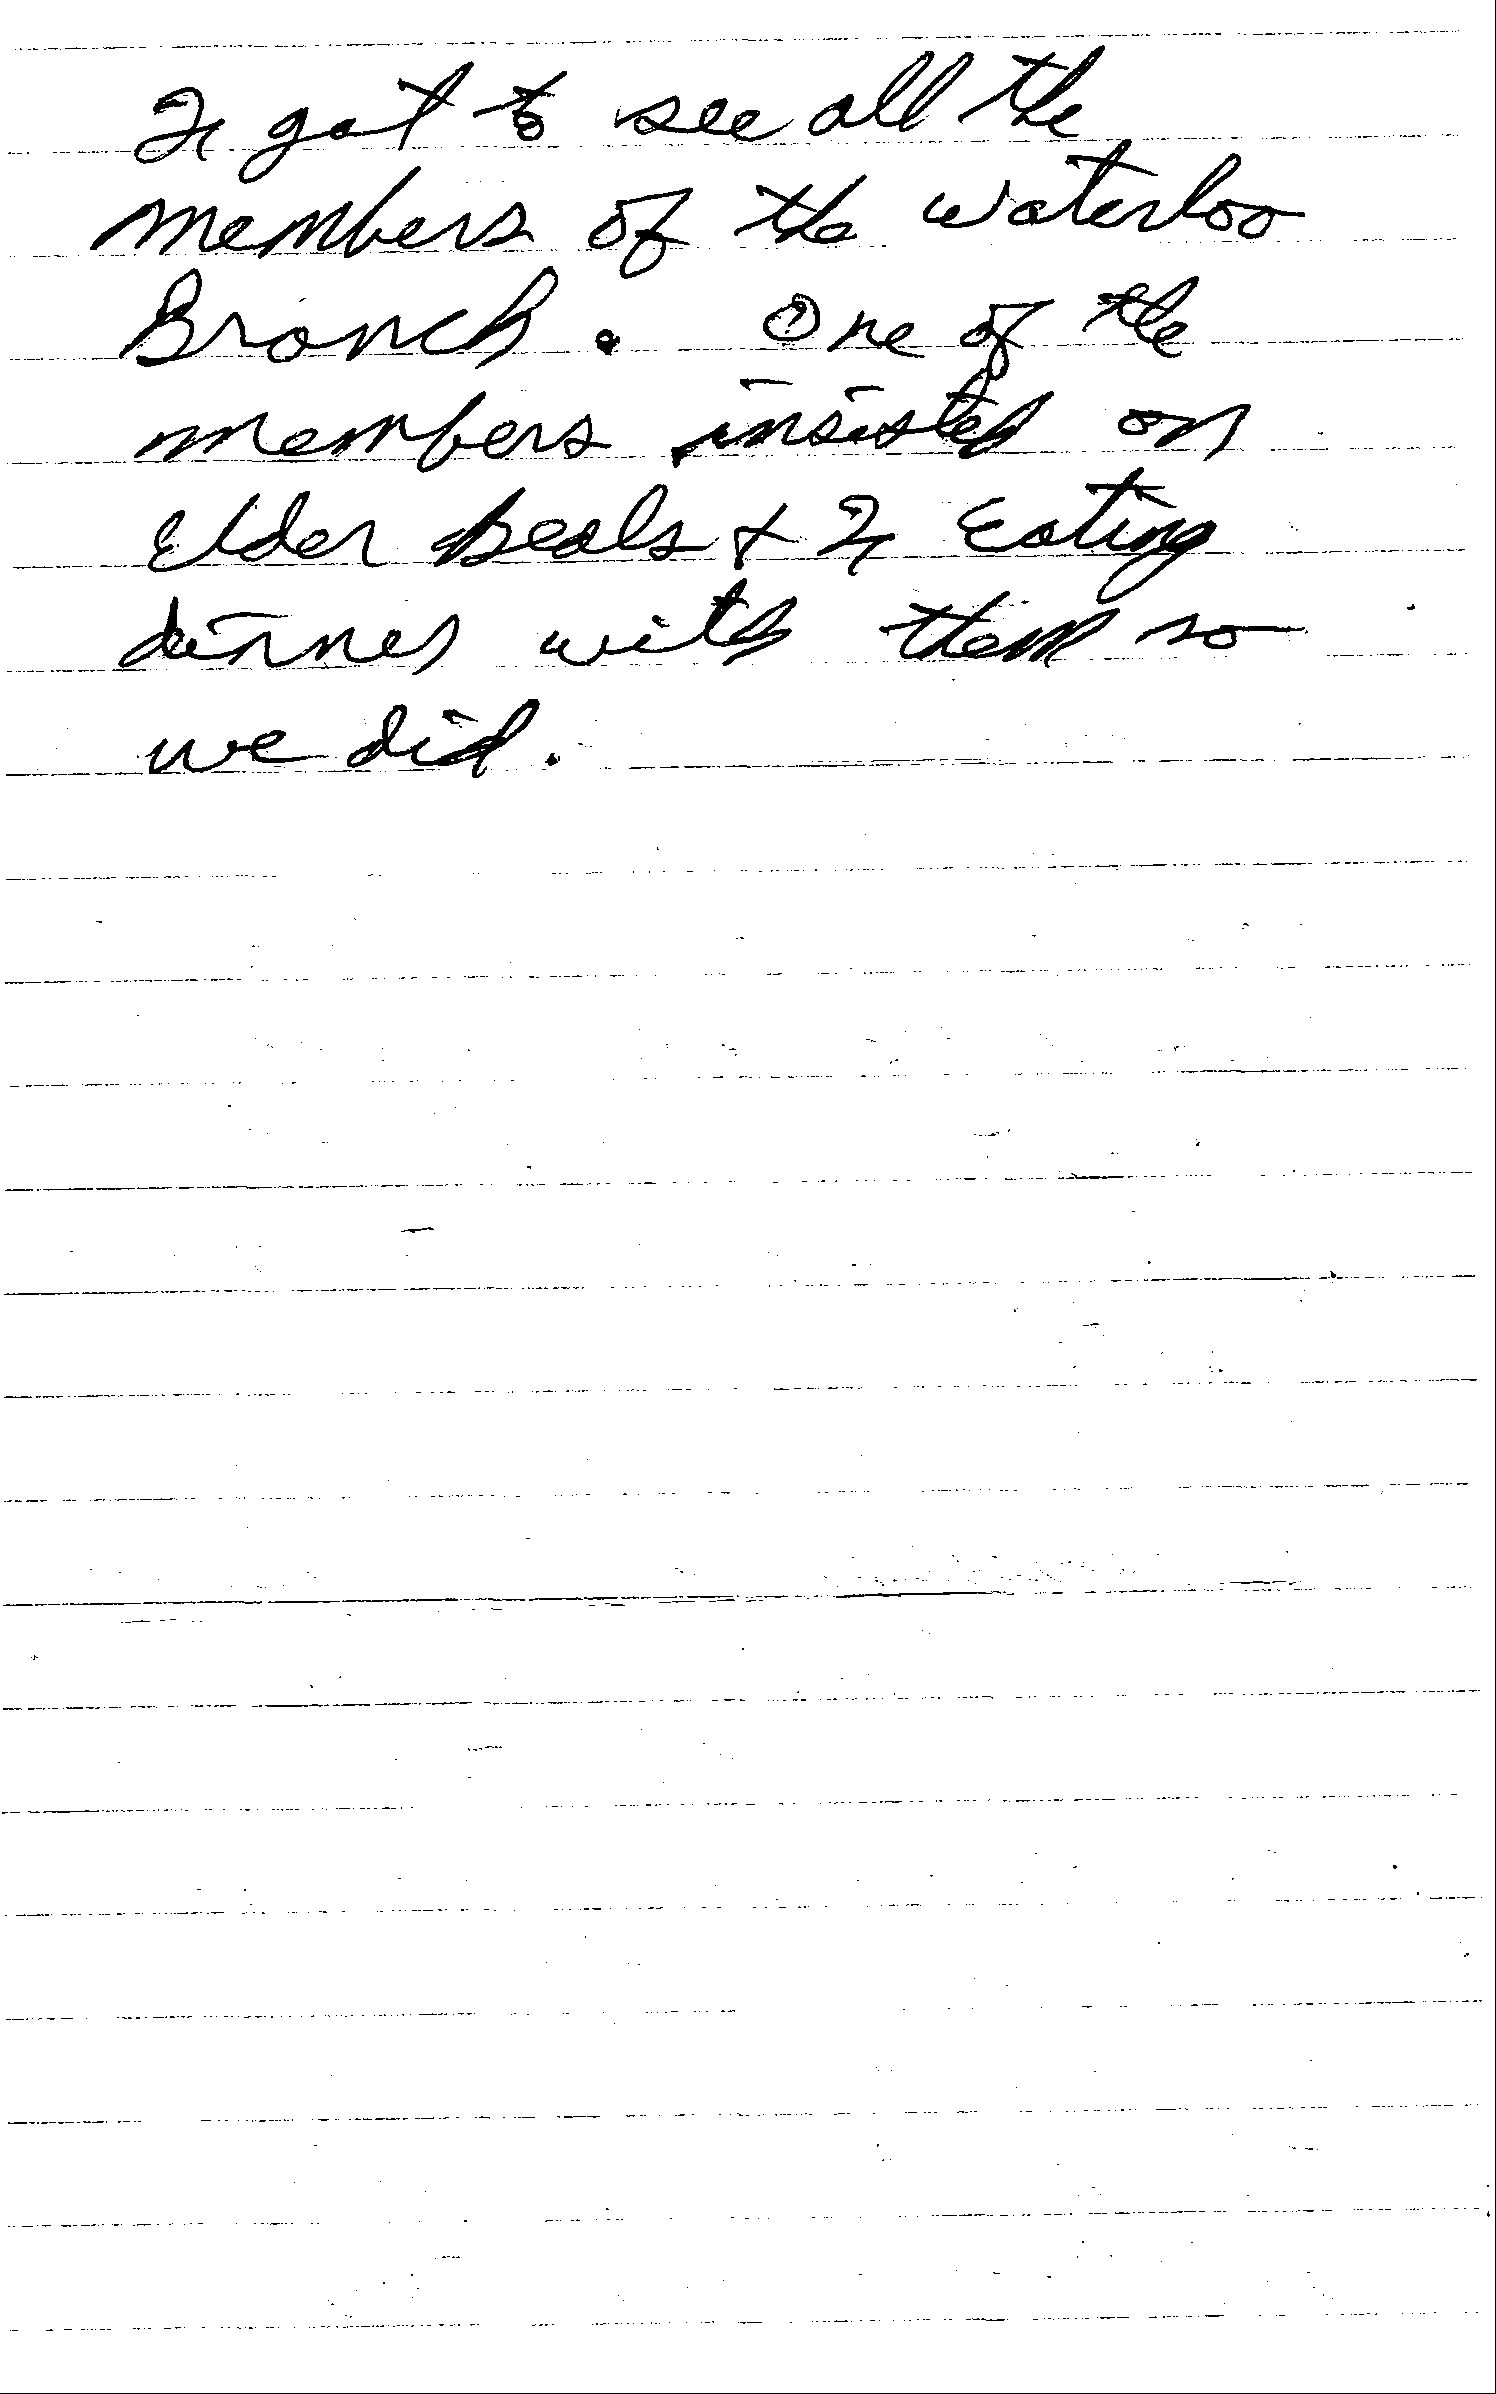 I got to see all the
members of the waterloo
Branch. One of the
members insisted on
Elder Beals + I Eating
dinner with them so
we did.